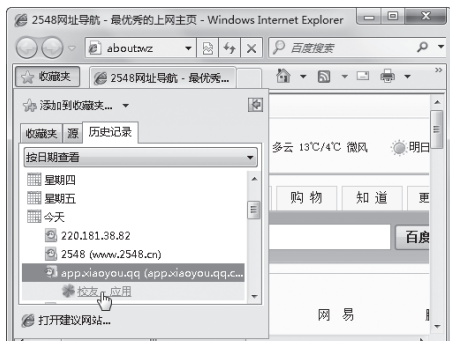 2548网址导航 - 最优秀的上网主页 - Windows Internet Explorer
about:wz
百度搜索
收藏夹
2548网址导航 - 最优秀...
添加到收藏夹...
收藏夹 源 历史记录
按日期查看
多云 13℃/4℃ 微风 明日
星期四
星期五
今天
购 物 知 道 更
220.181.38.82
百度
2548 (www.2548.cn)
app.xiaoyou.qq (app.xiaoyou.qq.c...
校友 应用
网 易
打开建议网站...